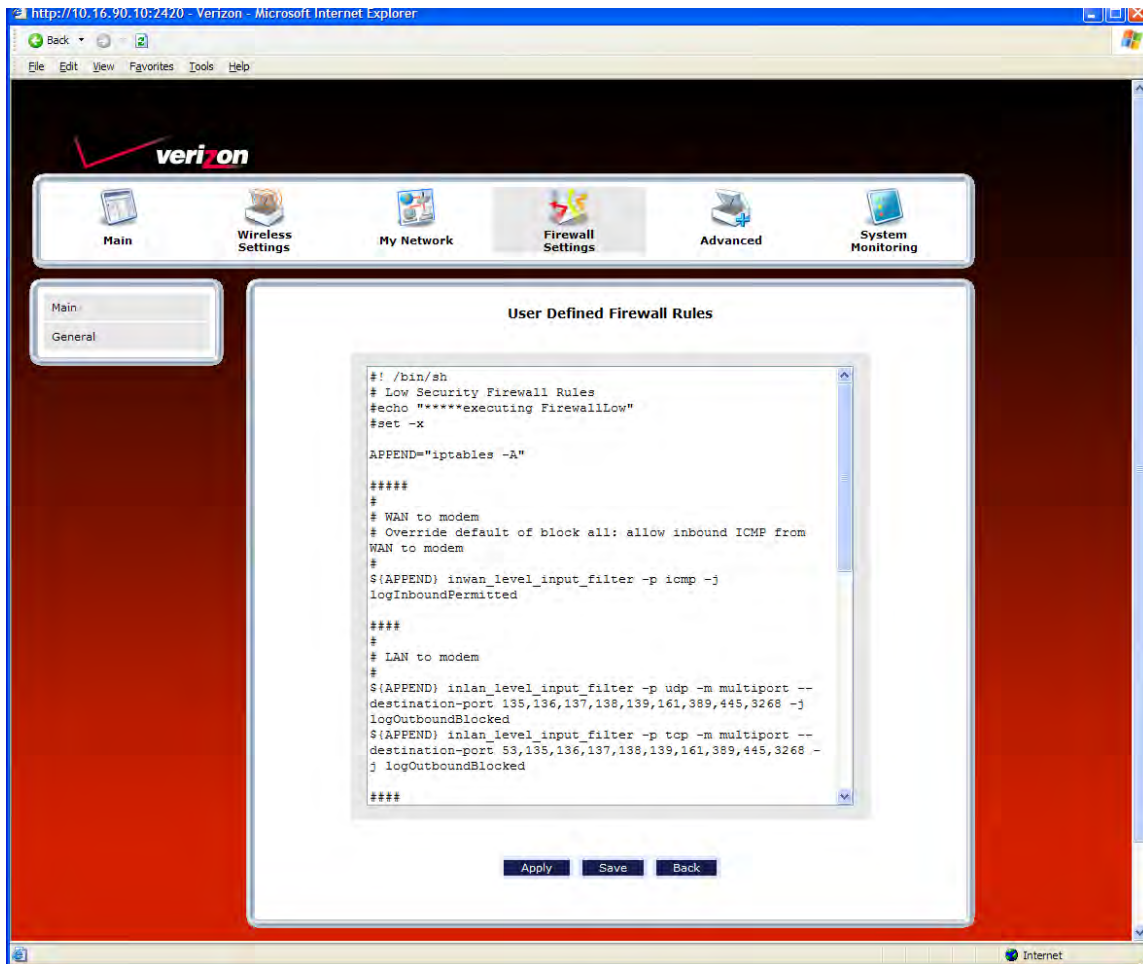 http://10.16.90.10:2420 - Verizon - Microsoft Internet Explorer
Back
File Edit View Favorites Tools Help
verizon
Main
Wireless
Settings
My Network
Firewall
Settings
Advanced
System
Monitoring
Main
General
User Defined Firewall Rules
#! /bin/sh
# Low Security Firewall Rules
#echo "*****executing FirewallLow"
#set -x
APPEND="iptables -A"
#####
#
# WAN to modem
# Override default of block all: allow inbound ICMP from
WAN to modem
#
${APPEND} inwan_level_input_filter -p icmp -j
logInboundPermitted
####
#
# LAN to modem
#
${APPEND} inlan_level_input_filter -p udp -m multiport --
destination-port 135,136,137,138,139,161,389,445,3268 -j
logOutboundBlocked
${APPEND} inlan_level_input_filter -p tcp -m multiport --
destination-port 53,135,136,137,138,139,161,389,445,3268 -
j logOutboundBlocked
####
Apply Save Back
Internet